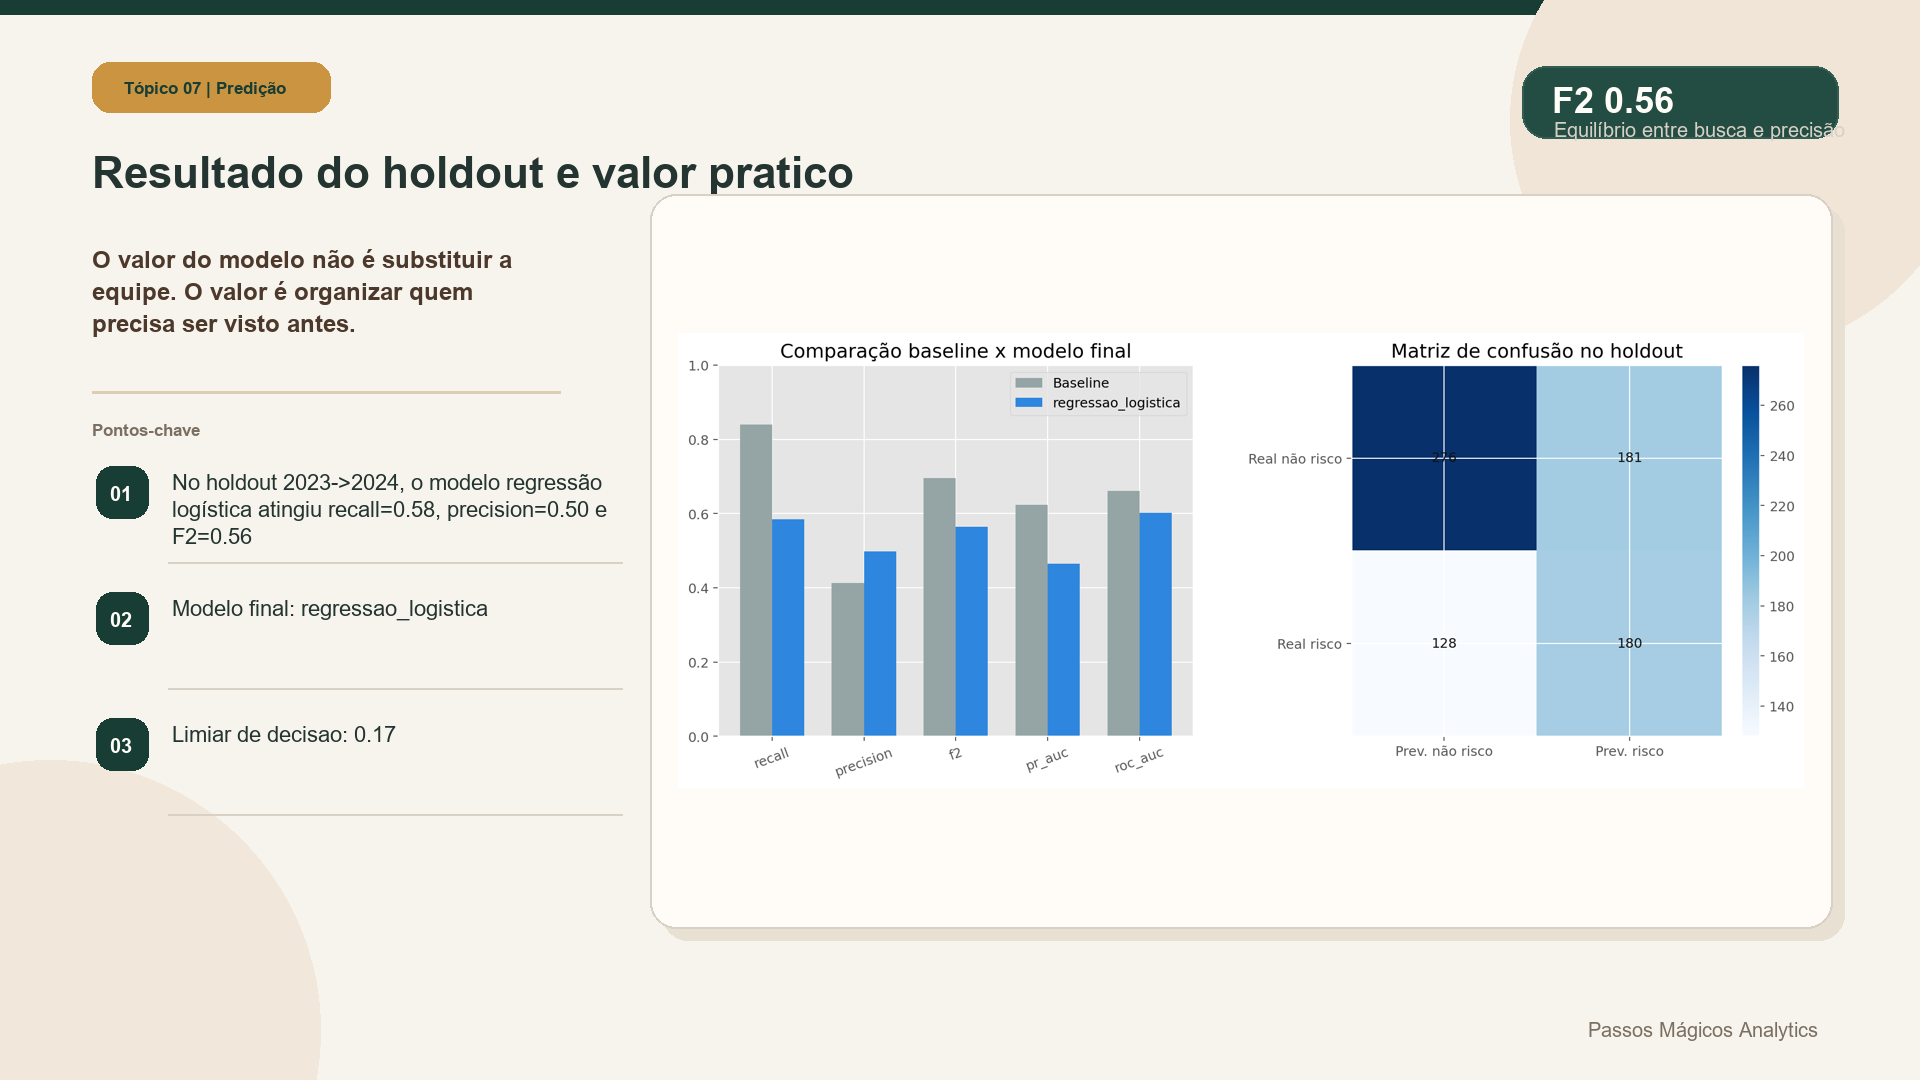 Tópico 07 | Predição
F2 0.56
Equilíbrio entre busca e precisão
Resultado do holdout e valor pratico
O valor do modelo não é substituir a
equipe. O valor é organizar quem
precisa ser visto antes.
Pontos-chave
01
No holdout 2023->2024, o modelo regressão
logística atingiu recall=0.58, precision=0.50 e
F2=0.56
02
Modelo final: regressao_logistica
03
Limiar de decisao: 0.17
Comparação baseline x modelo final
1.0
0.8
0.6
0.4
0.2
0.0
Baseline
regressao_logistica
recall
precision
f2
pr_auc
roc_auc
Matriz de confusão no holdout
Real não risco
276
181
Real risco
128
180
Prev. não risco
Prev. risco
260
240
220
200
180
160
140
Passos Mágicos Analytics